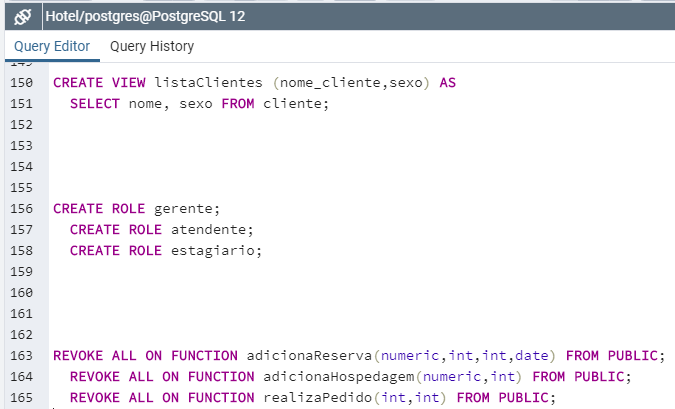 Hotel/postgres@PostgreSQL 12
Query Editor Query History
149
150 CREATE VIEW listaClientes (nome_cliente,sexo) AS
151 SELECT nome, sexo FROM cliente;
152
153
154
155
156 CREATE ROLE gerente;
157 CREATE ROLE atendente;
158 CREATE ROLE estagiario;
159
160
161
162
163 REVOKE ALL ON FUNCTION adicionaReserva(numeric,int,int,date) FROM PUBLIC;
164 REVOKE ALL ON FUNCTION adicionaHospedagem(numeric,int) FROM PUBLIC;
165 REVOKE ALL ON FUNCTION realizaPedido(int,int) FROM PUBLIC;